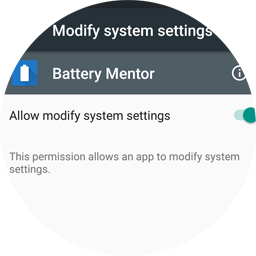 Modify system settings
Battery Mentor
Allow modify system settings
This permission allows an app to modify system
settings.